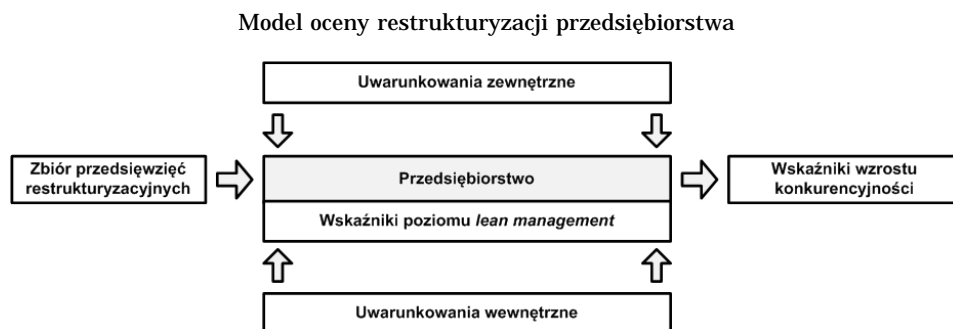 Model oceny restrukturyzacji przedsiębiorstwa
Uwarunkowania zewnętrzne
Zbiór przedsięwzięć
restrukturyzacyjnych
Przedsiębiorstwo
Wskaźniki poziomu lean management
Wskaźniki wzrostu
konkurencyjności
Uwarunkowania wewnętrzne